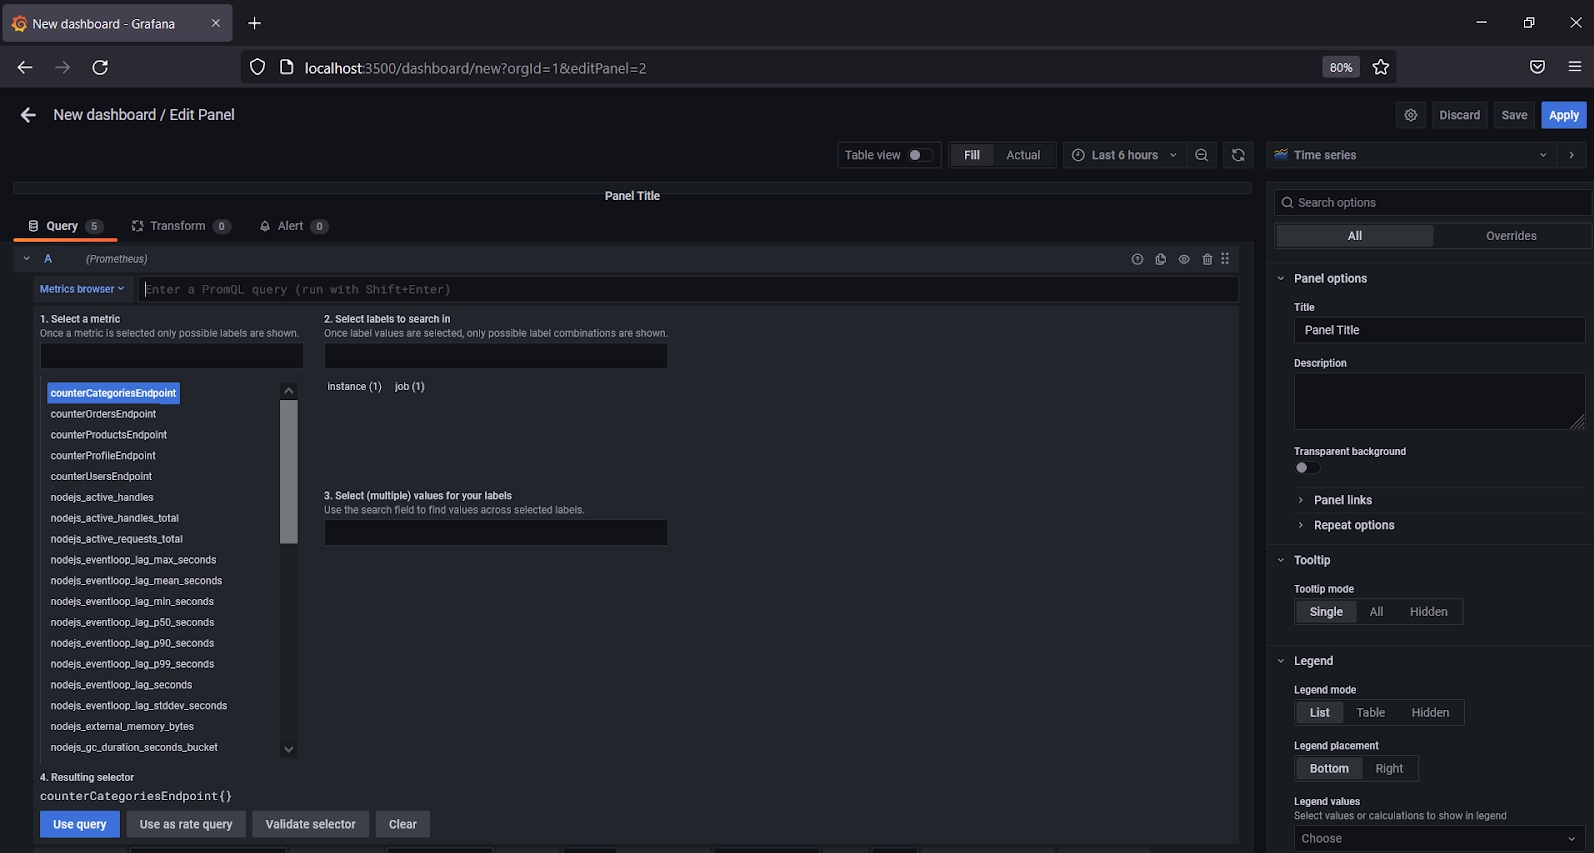 New dashboard - Grafana
localhost:3500/dashboard/new?orgId=1&editPanel=2
80%
New dashboard / Edit Panel
Discard
Save
Apply
Table view
Fill
Actual
Last 6 hours
Time series
Panel Title
Search options
Query 5
Transform 0
Alert 0
All
Overrides
A (Prometheus)
Metrics browser
Enter a PromQL query (run with Shift+Enter)
1. Select a metric
Once a metric is selected only possible labels are shown.
2. Select labels to search in
Once label values are selected, only possible label combinations are shown.
instance (1)
job (1)
counterCategoriesEndpoint
counterOrdersEndpoint
counterProductsEndpoint
counterProfileEndpoint
counterUsersEndpoint
nodejs_active_handles
nodejs_active_handles_total
nodejs_active_requests_total
nodejs_eventloop_lag_max_seconds
nodejs_eventloop_lag_mean_seconds
nodejs_eventloop_lag_min_seconds
nodejs_eventloop_lag_p50_seconds
nodejs_eventloop_lag_p90_seconds
nodejs_eventloop_lag_p99_seconds
nodejs_eventloop_lag_seconds
nodejs_eventloop_lag_stddev_seconds
nodejs_external_memory_bytes
nodejs_gc_duration_seconds_bucket
3. Select (multiple) values for your labels
Use the search field to find values across selected labels.
4. Resulting selector
counterCategoriesEndpoint{}
Use query
Use as rate query
Validate selector
Clear
Panel options
Title
Panel Title
Description
Transparent background
Panel links
Repeat options
Tooltip
Tooltip mode
Single
All
Hidden
Legend
Legend mode
List
Table
Hidden
Legend placement
Bottom
Right
Legend values
Select values or calculations to show in legend
Choose